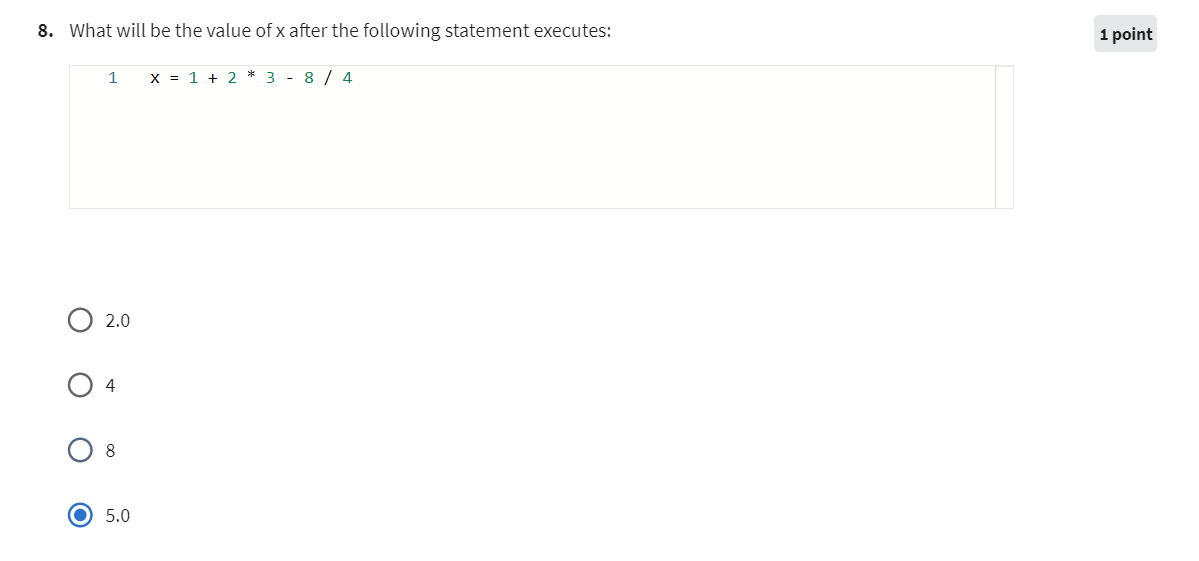 8. What will be the value of x after the following statement executes:
1 point
1 x = 1 + 2 * 3 - 8 / 4
2.0
4
8
5.0